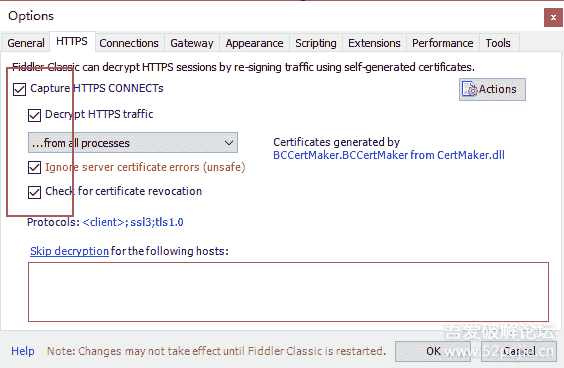 Options
x
General HTTPS Connections Gateway Appearance Scripting Extensions Performance Tools
Fiddler Classic can decrypt HTTPS sessions by re-signing traffic using self-generated certificates.
Capture HTTPS CONNECTs
Actions
Decrypt HTTPS traffic
...from all processes
Certificates generated by
BCCertMaker.BCCertMaker from CertMaker.dll
Ignore server certificate errors (unsafe)
Check for certificate revocation
Protocols: <client>;ssl3;tls1.0
Skip decryption for the following hosts:
吾爱破解论坛
Help Note: Changes may not take effect until Fiddler Classic is restarted. OK Cancel
www.52pojie.cn